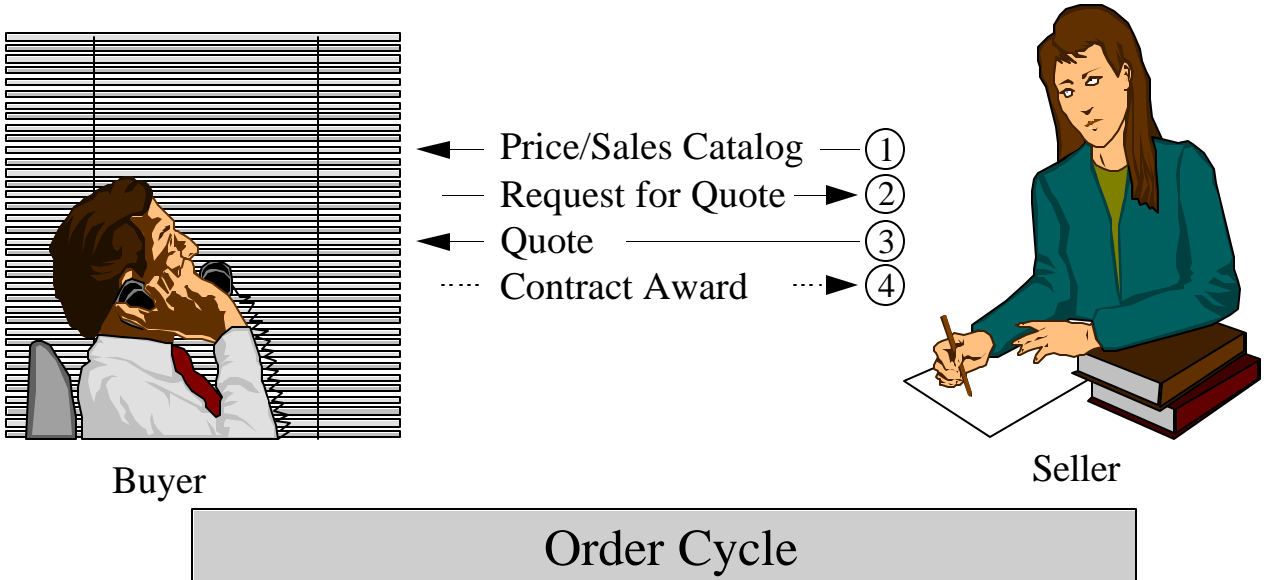 Price/Sales Catalog 1
Request for Quote 2
Quote 3
Contract Award 4
Buyer
Seller
Order Cycle